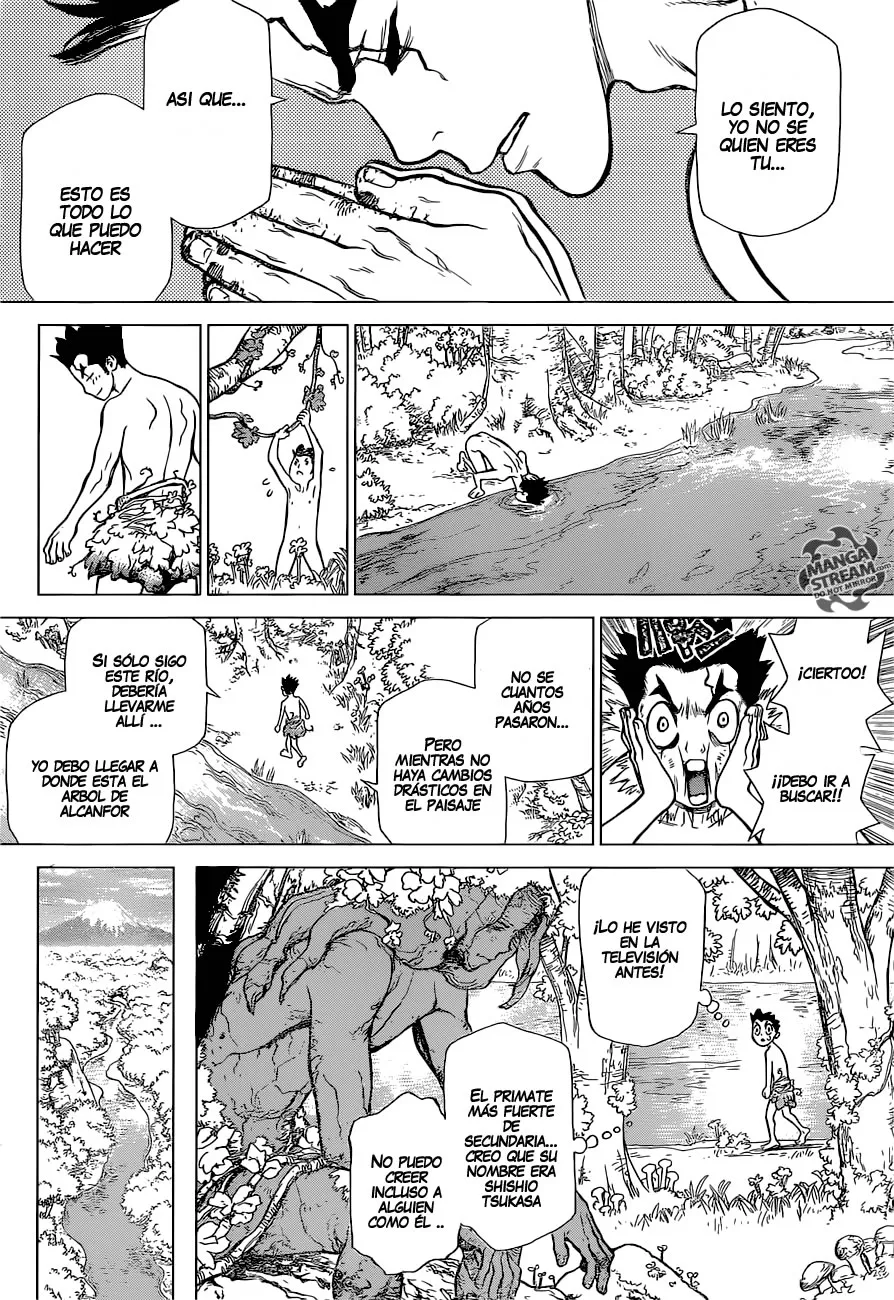 LO SIENTO,
YO NO SE
QUIEN ERES
TU...
ASI QUE...
ESTO ES
TODO LO
QUE PUEDO
HACER
MANGA
STREAM
DO NOT MIRROR
¡CIERTOO!
¡¡DEBO IR A
BUSCAR!!
NO SE
CUANTOS
AÑOS
PASARON...
PERO
MIENTRAS NO
HAYA CAMBIOS
DRÁSTICOS EN
EL PAISAJE
SI SÓLO SIGO
ESTE RÍO,
DEBERÍA
LLEVARME
ALLÍ ...
YO DEBO LLEGAR A
DONDE ESTA EL
ARBOL DE
ALCANFOR
¡LO HE VISTO
EN LA
TELEVISIÓN
ANTES!
EL PRIMATE
MÁS FUERTE
DE
SECUNDARIA...
CREO QUE SU
NOMBRE ERA
SHISHIO
TSUKASA
NO PUEDO
CREER
INCLUSO A
ALGUIEN
COMO ÉL ..